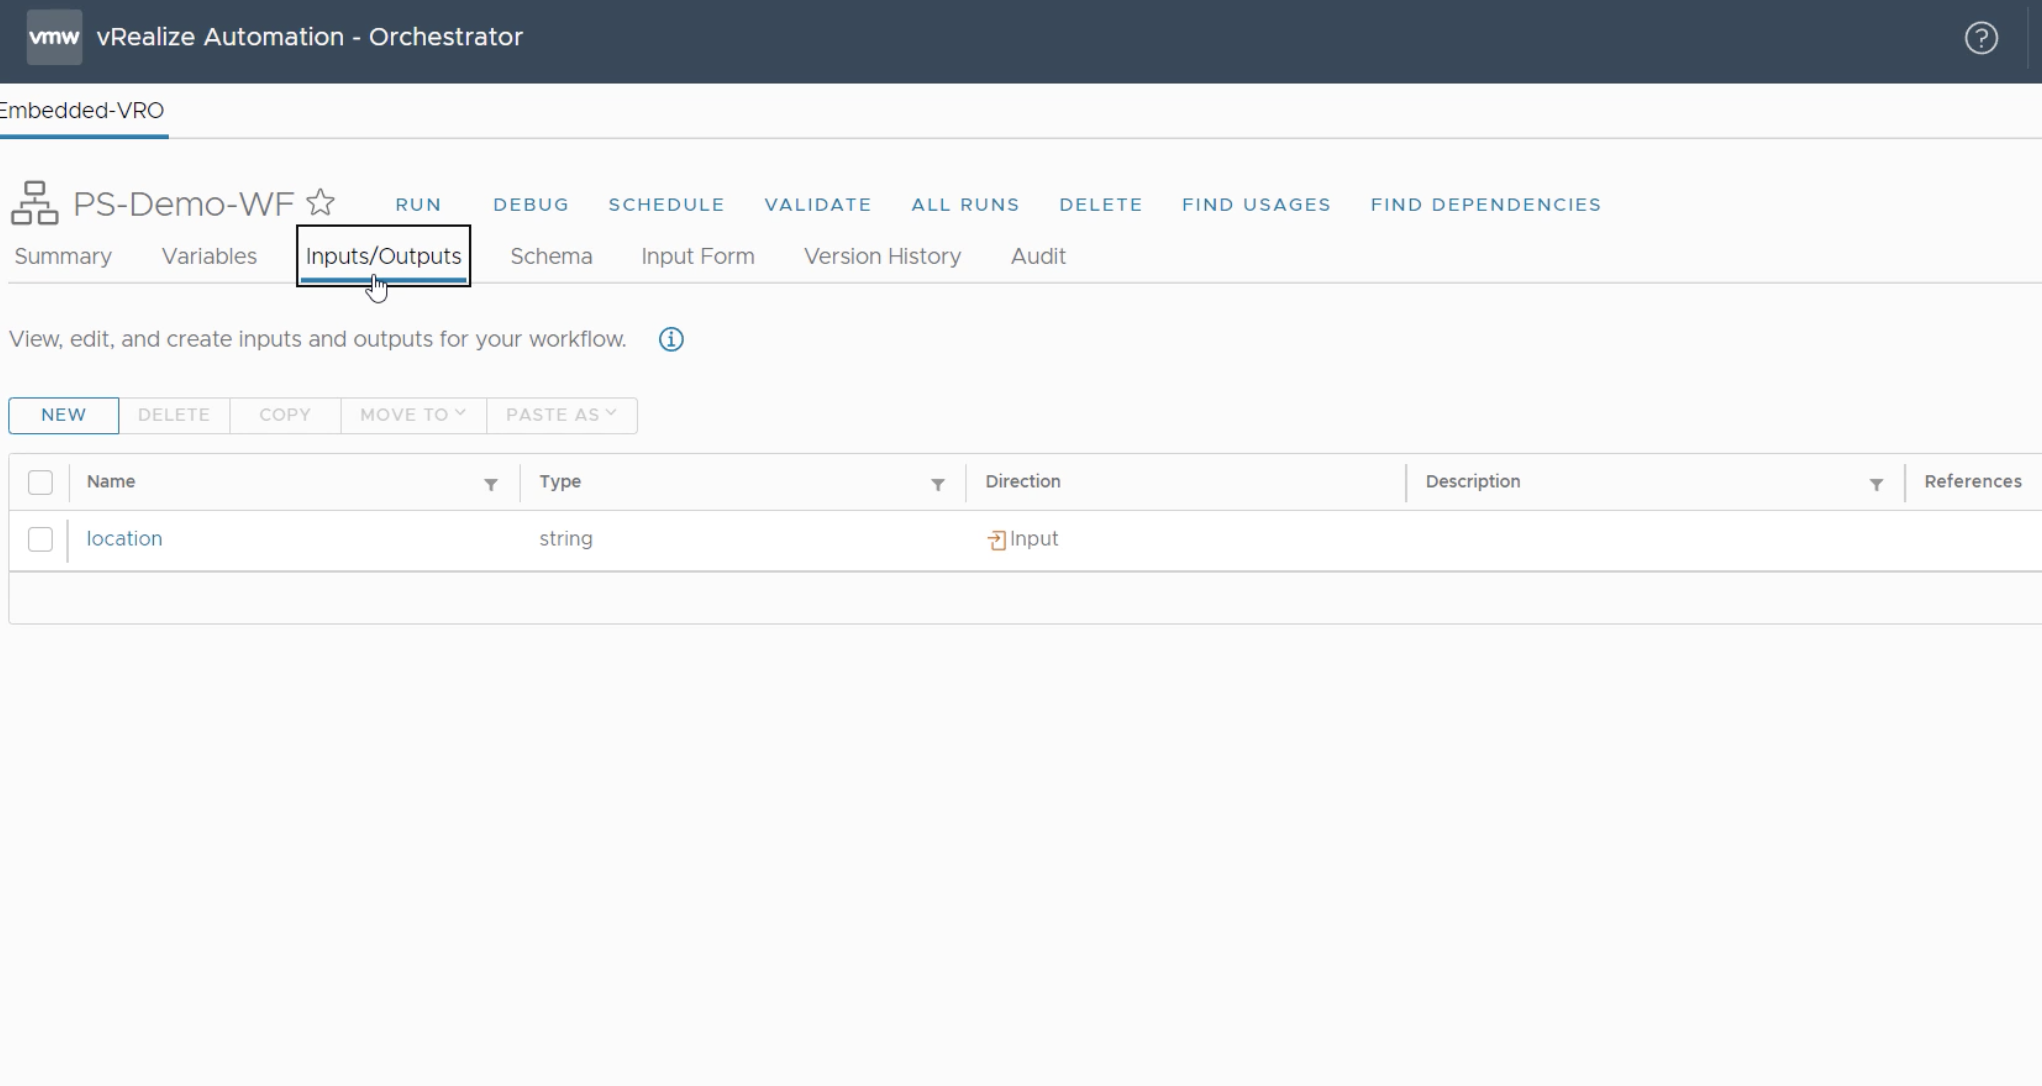 vmw vRealize Automation - Orchestrator ?
Embedded-VRO
PS-Demo-WF RUN DEBUG SCHEDULE VALIDATE ALL RUNS DELETE FIND USAGES FIND DEPENDENCIES
Summary Variables Inputs/Outputs Schema Input Form Version History Audit
View, edit, and create inputs and outputs for your workflow. i
NEW DELETE COPY MOVE TO PASTE AS
Name Type Direction Description References
location string Input